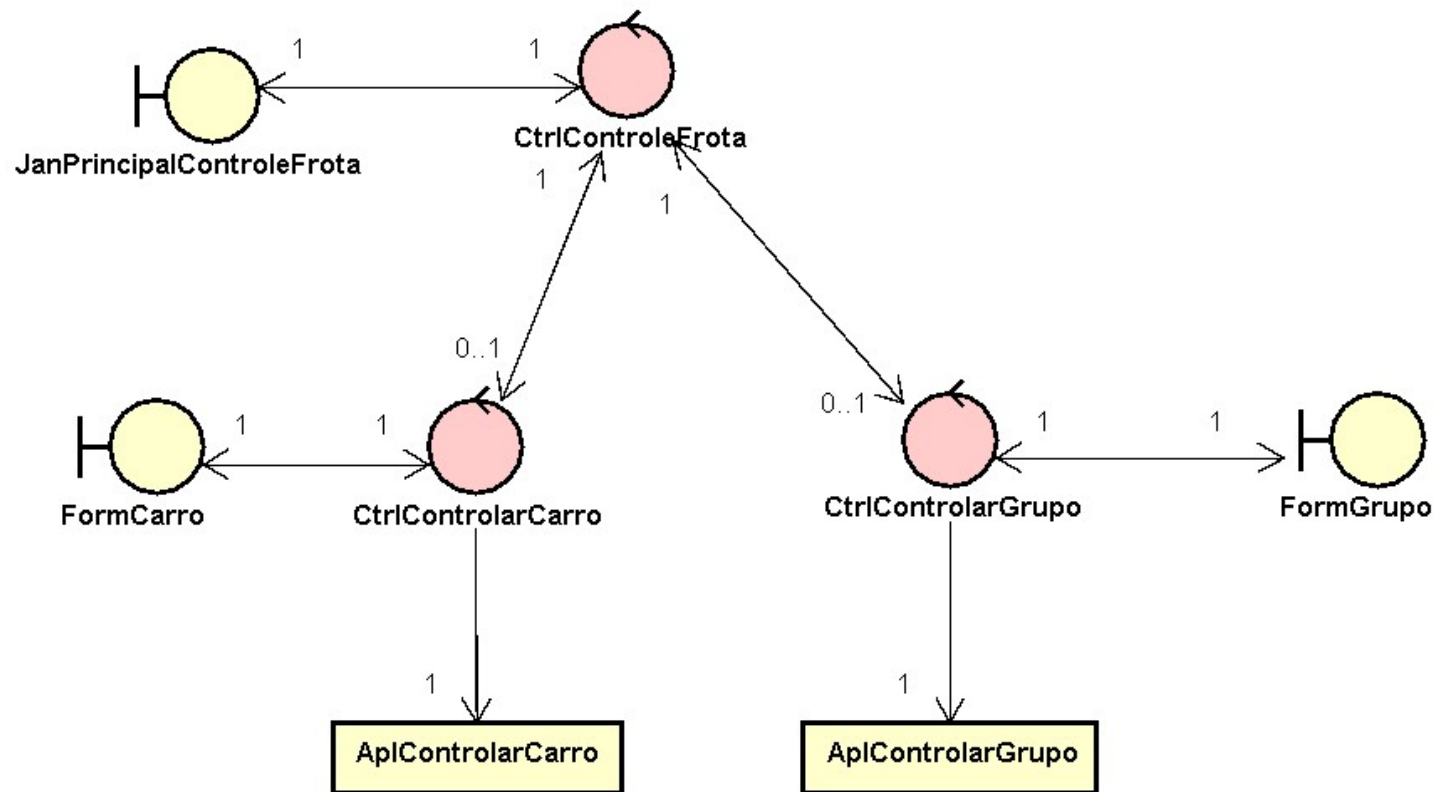 1
1
CtrlControleFrota
JanPrincipalControleFrota
1
1
0..1
0..1
1
1
1
1
FormCarro
CtrlControlarCarro
CtrlControlarGrupo
FormGrupo
1
1
AplControlarCarro
AplControlarGrupo